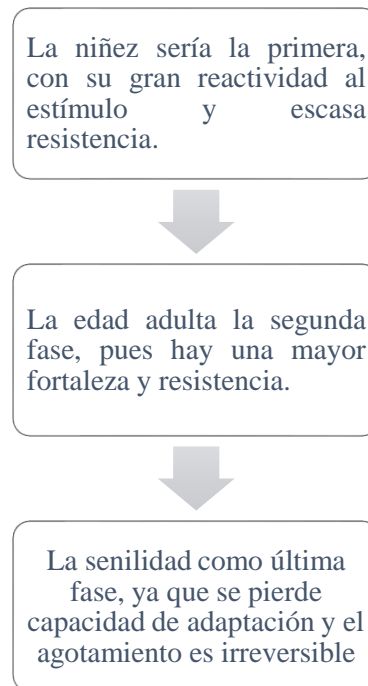 La niñez sería la primera,
con su gran reactividad al
estímulo y escasa
resistencia.
La edad adulta la segunda
fase, pues hay una mayor
fortaleza y resistencia.
La senilidad como última
fase, ya que se pierde
capacidad de adaptación y el
agotamiento es irreversible